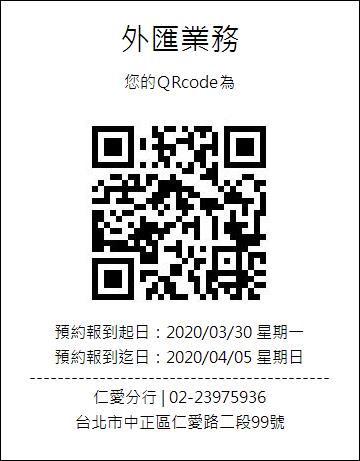 外匯業務
您的QRcode為
預約報到起日：2020/03/30 星期一
預約報到迄日：2020/04/05 星期日
仁愛分行 | 02-23975936
台北市中正區仁愛路二段99號